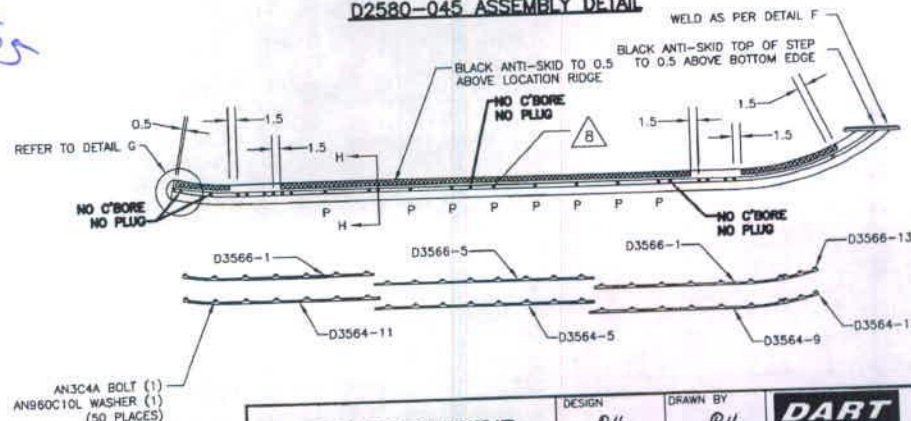 D2580-045 ASSEMBLY DETAIL
WELD AS PER DETAIL F
BLACK ANTI-SKID TO 0.5
ABOVE LOCATION RIDGE
BLACK ANTI-SKID TOP OF STEP
TO 0.5 ABOVE BOTTOM EDGE
NO C'BORE
NO PLUG
8
0.5
1.5
1.5
1.5
1.5
1.5
REFER TO DETAIL G
H
H
NO C'BORE
NO PLUG
P P P P P P P P
NO C'BORE
NO PLUG
D3566-1
D3566-5
D3566-1
D3566-13
D3564-11
D3564-5
D3564-9
AN3C4A BOLT (1)
AN960C10L WASHER (1)
(50 PLACES)
DESIGN
DRAWN BY
DART